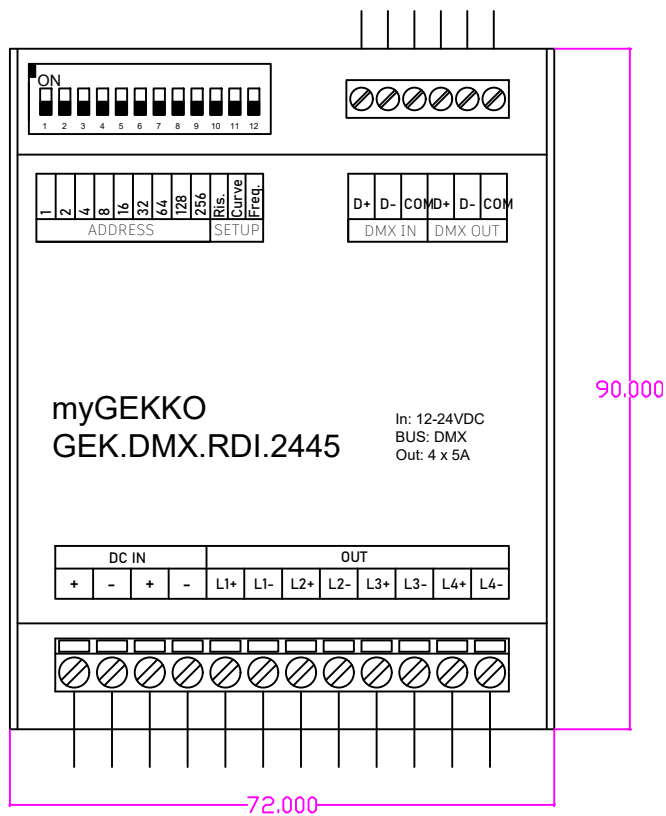 ON
1 2 3 4 5 6 7 8 9 10 11 12
1 2 4 8 16 32 64 128 256 Ris. Curve Freq.
ADDRESS SETUP
D+ D- COM D+ D- COM
DMX IN DMX OUT
90.000
myGEKKO
GEK.DMX.RDI.2445
In: 12-24VDC
BUS: DMX
Out: 4 x 5A
DC IN OUT
+ - + - L1+ L1- L2+ L2- L3+ L3- L4+ L4-
72.000